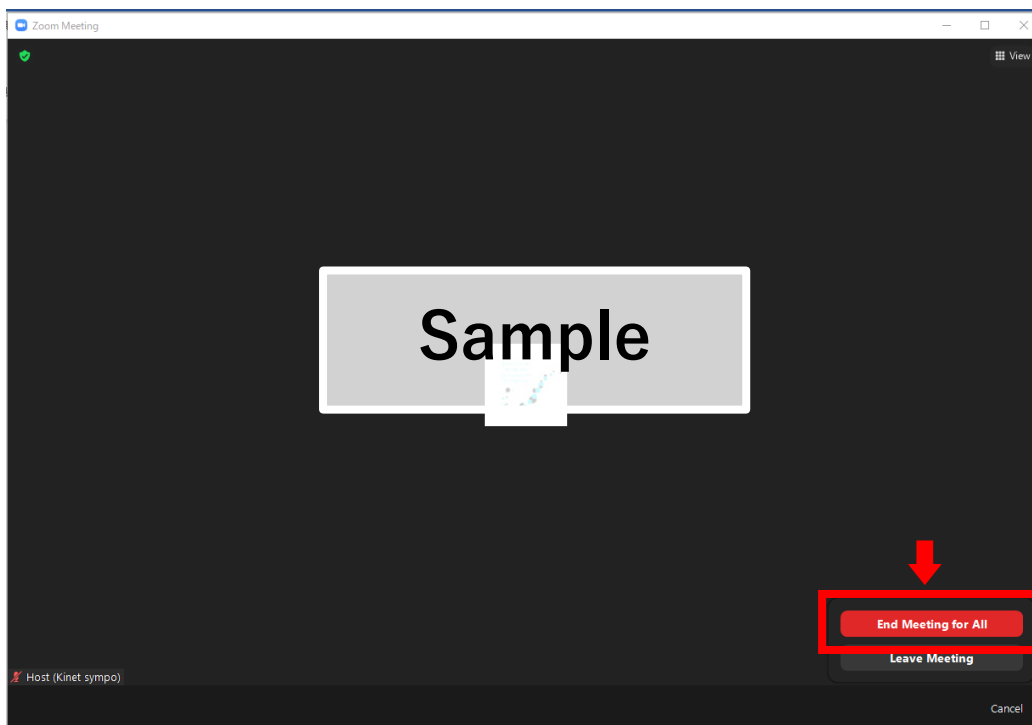 Zoom Meeting
View
Sample
End Meeting for All
Leave Meeting
Host (Kinet sympo)
Cancel